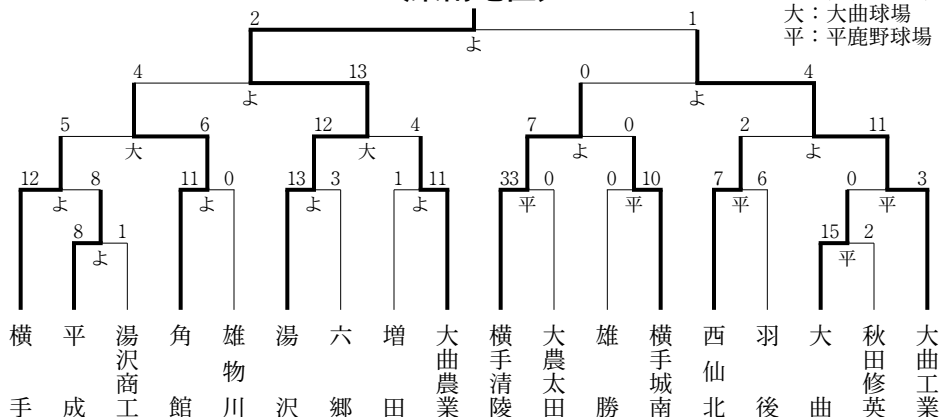 2 1 大：大曲球場
よ 平：平鹿野球場
4 13 0 4
よ よ
5 6 12 4 7 0 2 11
大 大 よ よ
12 8 11 0 13 3 1 11 33 0 0 10 7 6 0 3
よ よ よ よ 平 平 平 平
8 1 15 2
よ 平
横手
平成
湯沢商工
角館
雄物川
湯沢
六郷
増田
大曲農業
横手清陵
大農太田
雄勝
横手城南
西仙北
羽後
大曲
秋田修英
大曲工業